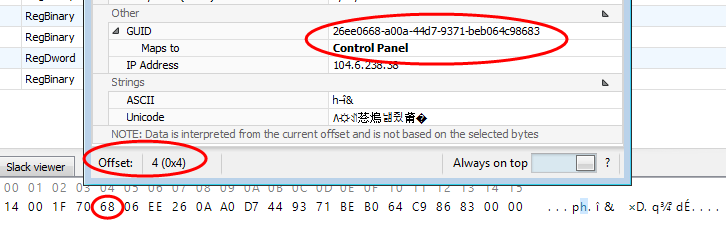 RegBinary
RegBinary
RegDword
RegBinary
Other
GUID 26ee0668-a00a-44d7-9371-beb064c98683
Maps to Control Panel
IP Address 104.6.238.38
Strings
ASCII h-î&
Unicode
NOTE: Data is interpreted from the current offset and is not based on the selected bytes
Slack viewer
Offset: 4 (0x4) Always on top ?
00 01 02 03 04 05 06 07 08 09 0A 0B 0C 0D 0E 0F 10 11 12 13 14 15
14 00 1F 70 68 06 EE 26 0A A0 D7 44 93 71 BE B0 64 C9 86 83 00 00 ...ph.î&